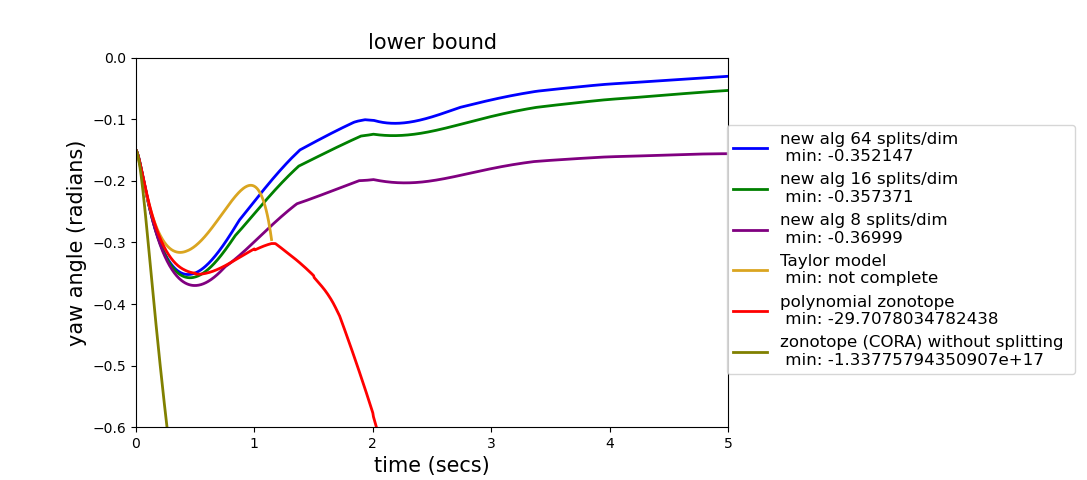 lower bound
yaw angle (radians)
0.0
−0.1
−0.2
−0.3
−0.4
−0.5
−0.6
0
1
2
3
4
5
time (secs)
new alg 64 splits/dim
min: -0.352147
new alg 16 splits/dim
min: -0.357371
new alg 8 splits/dim
min: -0.36999
Taylor model
min: not complete
polynomial zonotope
min: -29.7078034782438
zonotope (CORA) without splitting
min: -1.33775794350907e+17